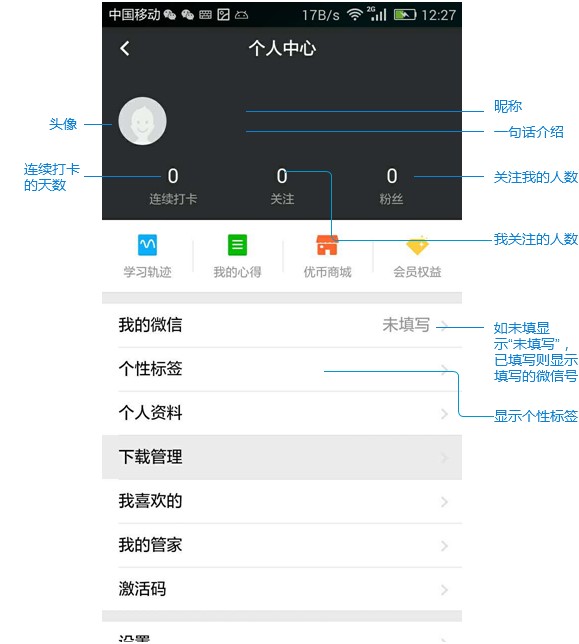 中国移动 17B/s 2G 12:27
个人中心
头像
昵称
一句话介绍
连续打卡
的天数
0 0 0
连续打卡 关注 粉丝
关注我的人数
我关注的人数
学习轨迹 我的心得 优币商城 会员权益
我的微信 未填写
如未填显
示“未填写”，
已填写则显示
填写的微信号
个性标签
显示个性标签
个人资料
下载管理
我喜欢的
我的管家
激活码
设置